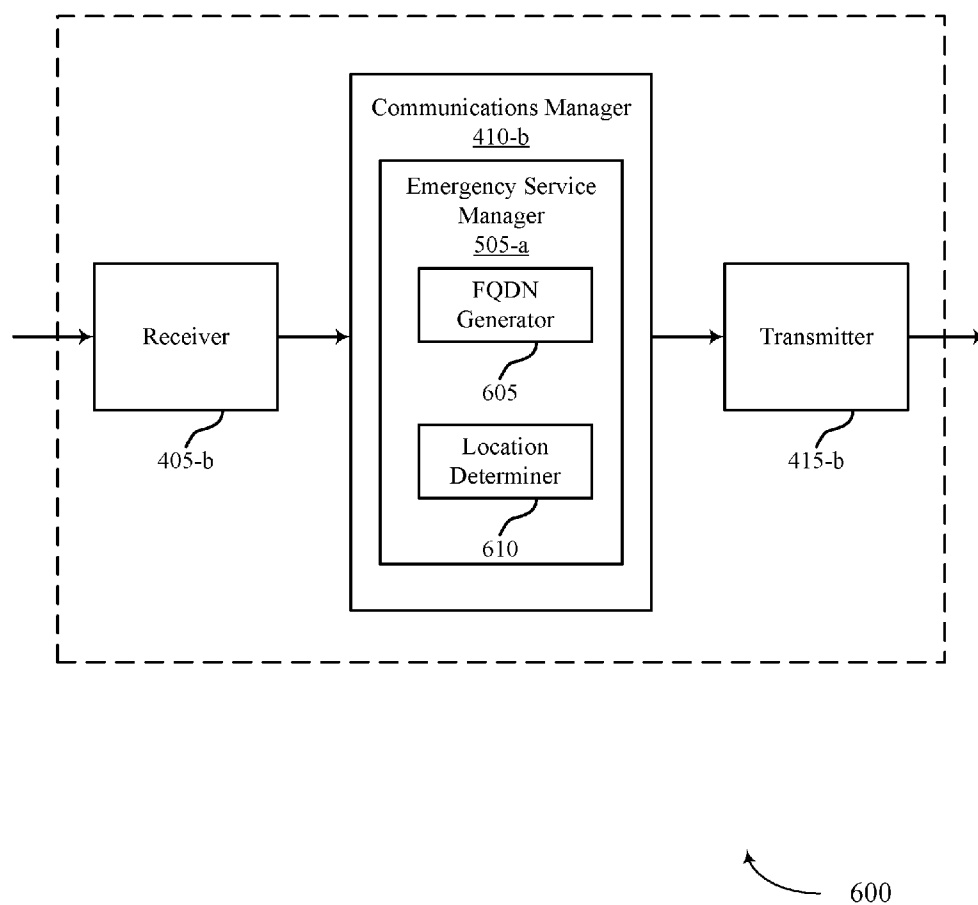 Communications Manager
410-b
Emergency Service
Manager
505-a
FQDN
Generator
605
Location
Determiner
610
Receiver
405-b
Transmitter
415-b
600